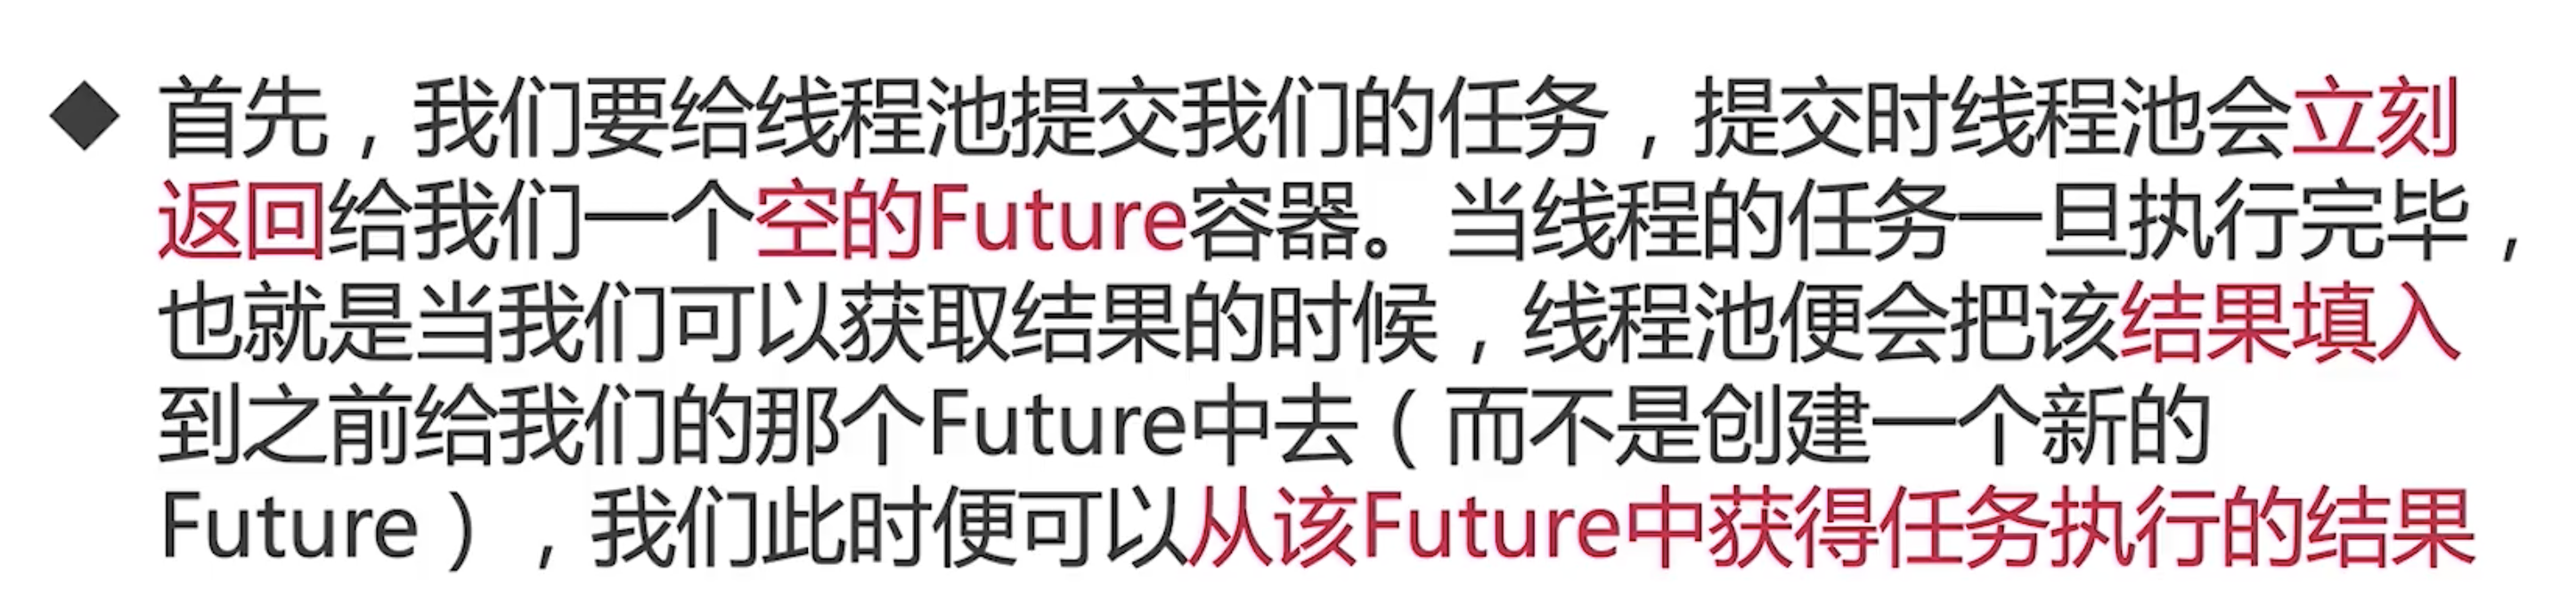 ◆ 首先，我们要给线程池提交我们的任务，提交时线程池会立刻
返回给我们一个空的Future容器。当线程的任务一旦执行完毕，
也就是当我们可以获取结果的时候，线程池便会把该结果填入
到之前给我们的那个Future中去（而不是创建一个新的
Future），我们此时便可以从该Future中获得任务执行的结果